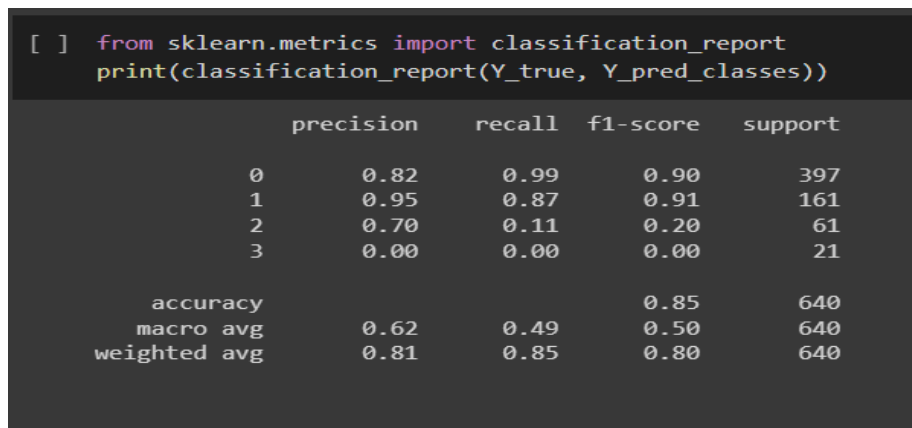 [ ] from sklearn.metrics import classification_report
print(classification_report(Y_true, Y_pred_classes))
precision recall f1-score support
0 0.82 0.99 0.90 397
1 0.95 0.87 0.91 161
2 0.70 0.11 0.20 61
3 0.00 0.00 0.00 21
accuracy 0.85 640
macro avg 0.62 0.49 0.50 640
weighted avg 0.81 0.85 0.80 640